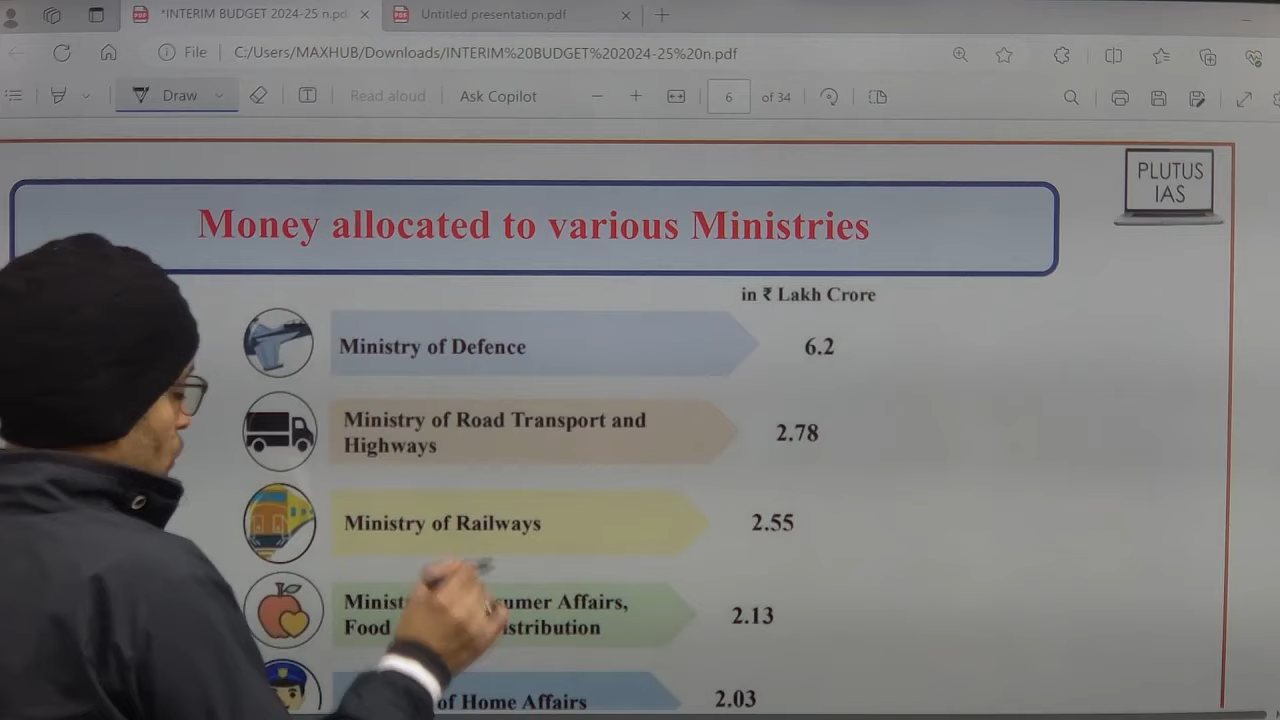 *INTERIM BUDGET 2024-25 n.pd
Untitled presentation.pdf
File
C:/Users/MAXHUB/Downloads/INTERIM%20BUDGET%202024-25%20n.pdf
Draw
Read aloud
Ask Copilot
6
of 34
PLUTUS
IAS
Money allocated to various Ministries
in ₹ Lakh Crore
Ministry of Defence
6.2
Ministry of Road Transport and
Highways
2.78
Ministry of Railways
2.55
Affairs,
Food
2.13
of Home Affairs
2.03